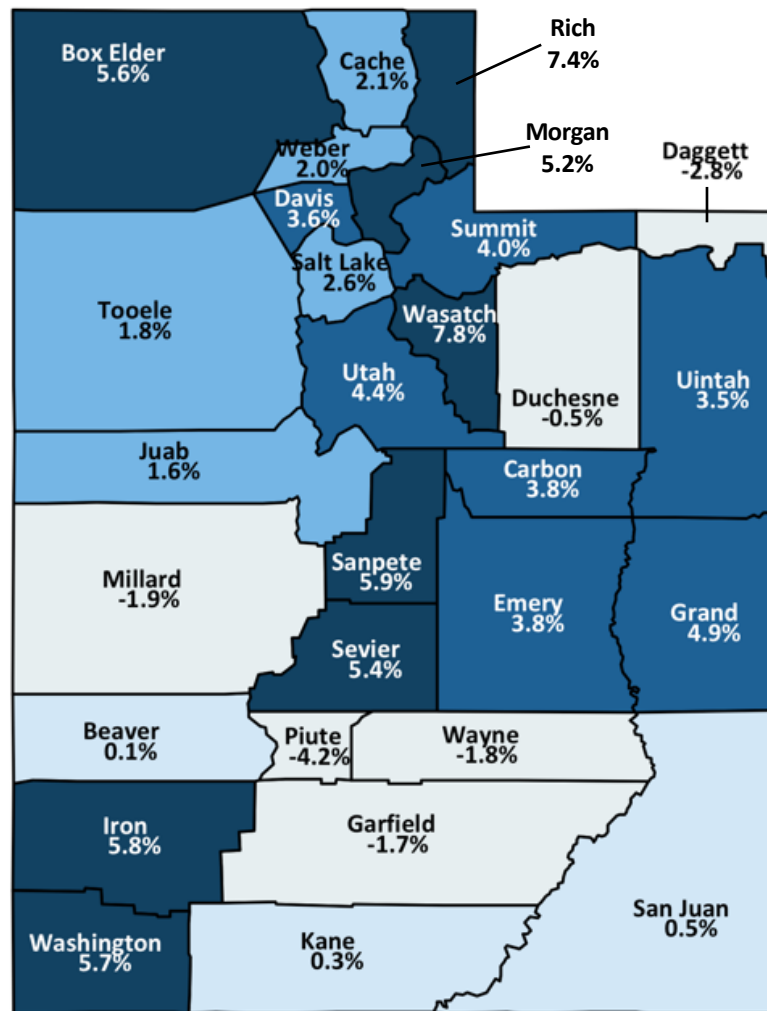 Rich
7.4%
Box Elder
5.6%
Cache
2.1%
Morgan
5.2%
Weber
2.0%
Daggett
-2.8%
Davis
3.6%
Summit
4.0%
Salt Lake
2.6%
Tooele
1.8%
Wasatch
7.8%
Utah
4.4%
Duchesne
-0.5%
Uintah
3.5%
Juab
1.6%
Carbon
3.8%
Millard
-1.9%
Sanpete
5.9%
Emery
3.8%
Grand
4.9%
Sevier
5.4%
Beaver
0.1%
Piute
-4.2%
Wayne
-1.8%
Iron
5.8%
Garfield
-1.7%
San Juan
0.5%
Washington
5.7%
Kane
0.3%